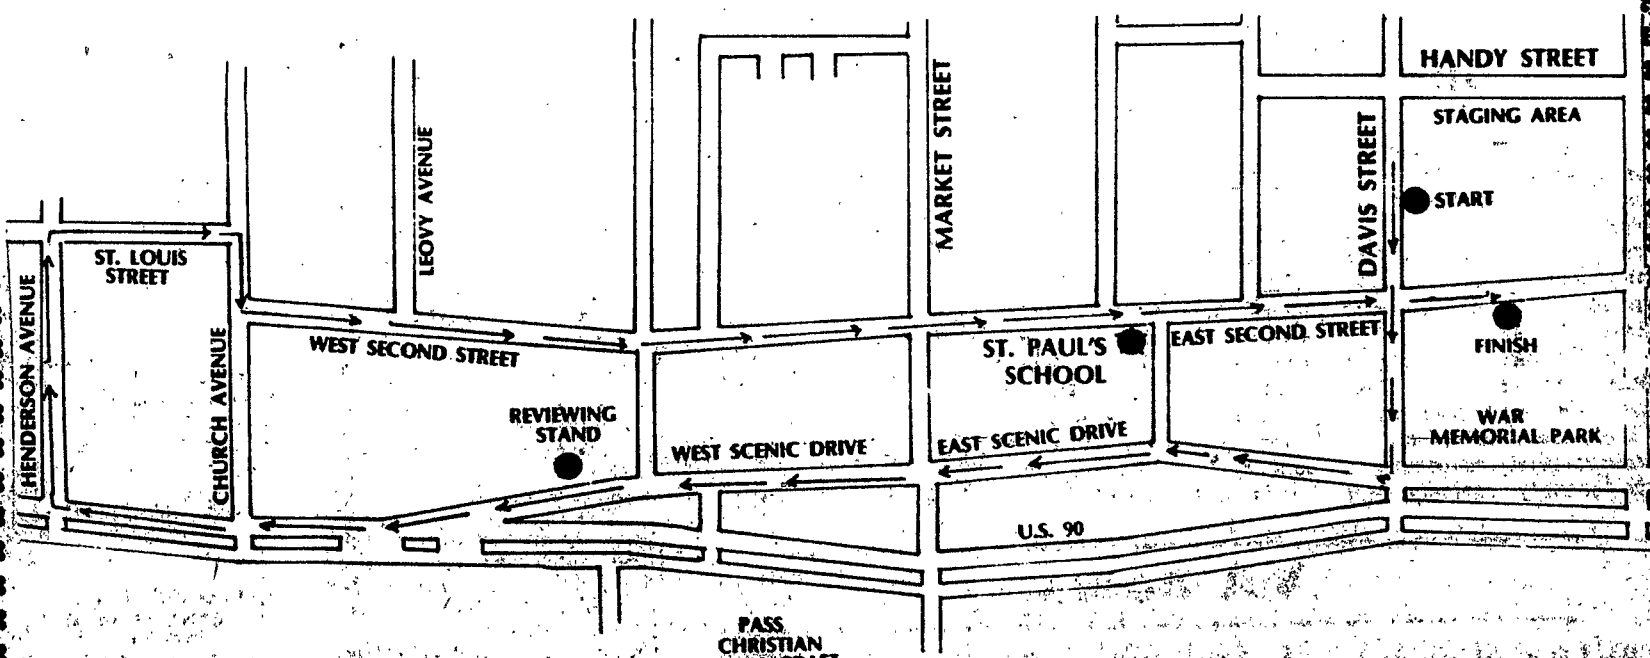 HANDY STREET
STAGING AREA
START
DAVIS STREET
MARKET STREET
LEOVY AVENUE
ST. LOUIS
STREET
HENDERSON AVENUE
CHURCH AVENUE
WEST SECOND STREET
ST. PAUL'S
SCHOOL
EAST SECOND STREET
FINISH
REVIEWING
STAND
WEST SCENIC DRIVE
EAST SCENIC DRIVE
WAR
MEMORIAL PARK
U.S. 90
PASS
CHRISTIAN